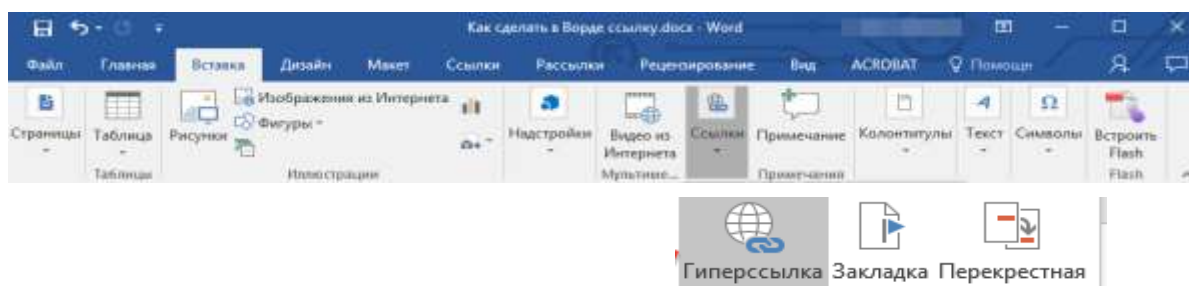 Как сделать в Ворде ссылку.docx - Word
Файл Главная Вставка Дизайн Макет Ссылки Рассылки Рецензирование Вид ACROBAT Помощн
Страницы Таблица Рисунки Изображения из Интернета Фигуры Надстройки Видео из Интернета Ссылки Примечание Колонтитулы Текст Символы Встроить Flash
Таблицы Иллюстрации Мультиме... Примечания Flash
Гиперссылка Закладка Перекрестная